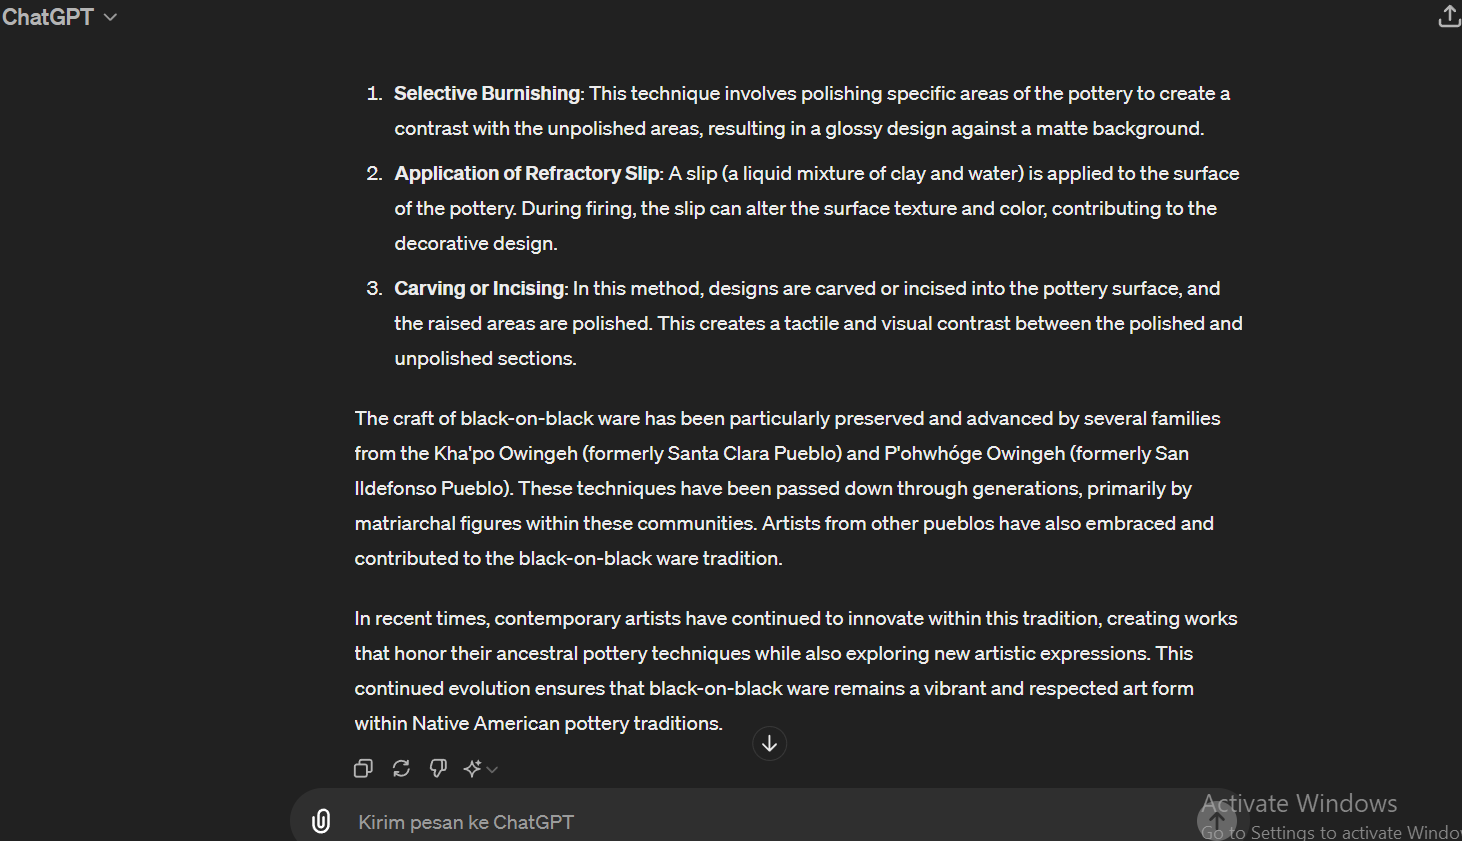 ChatGPT
1. Selective Burnishing: This technique involves polishing specific areas of the pottery to create a
contrast with the unpolished areas, resulting in a glossy design against a matte background.
2. Application of Refractory Slip: A slip (a liquid mixture of clay and water) is applied to the surface
of the pottery. During firing, the slip can alter the surface texture and color, contributing to the
decorative design.
3. Carving or Incising: In this method, designs are carved or incised into the pottery surface, and
the raised areas are polished. This creates a tactile and visual contrast between the polished and
unpolished sections.
The craft of black-on-black ware has been particularly preserved and advanced by several families
from the Kha'po Owingeh (formerly Santa Clara Pueblo) and P'ohwhóge Owingeh (formerly San
Ildefonso Pueblo). These techniques have been passed down through generations, primarily by
matriarchal figures within these communities. Artists from other pueblos have also embraced and
contributed to the black-on-black ware tradition.
In recent times, contemporary artists have continued to innovate within this tradition, creating works
that honor their ancestral pottery techniques while also exploring new artistic expressions. This
continued evolution ensures that black-on-black ware remains a vibrant and respected art form
within Native American pottery traditions.
Kirim pesan ke ChatGPT
Activate Windows
Go to Settings to activate Windo